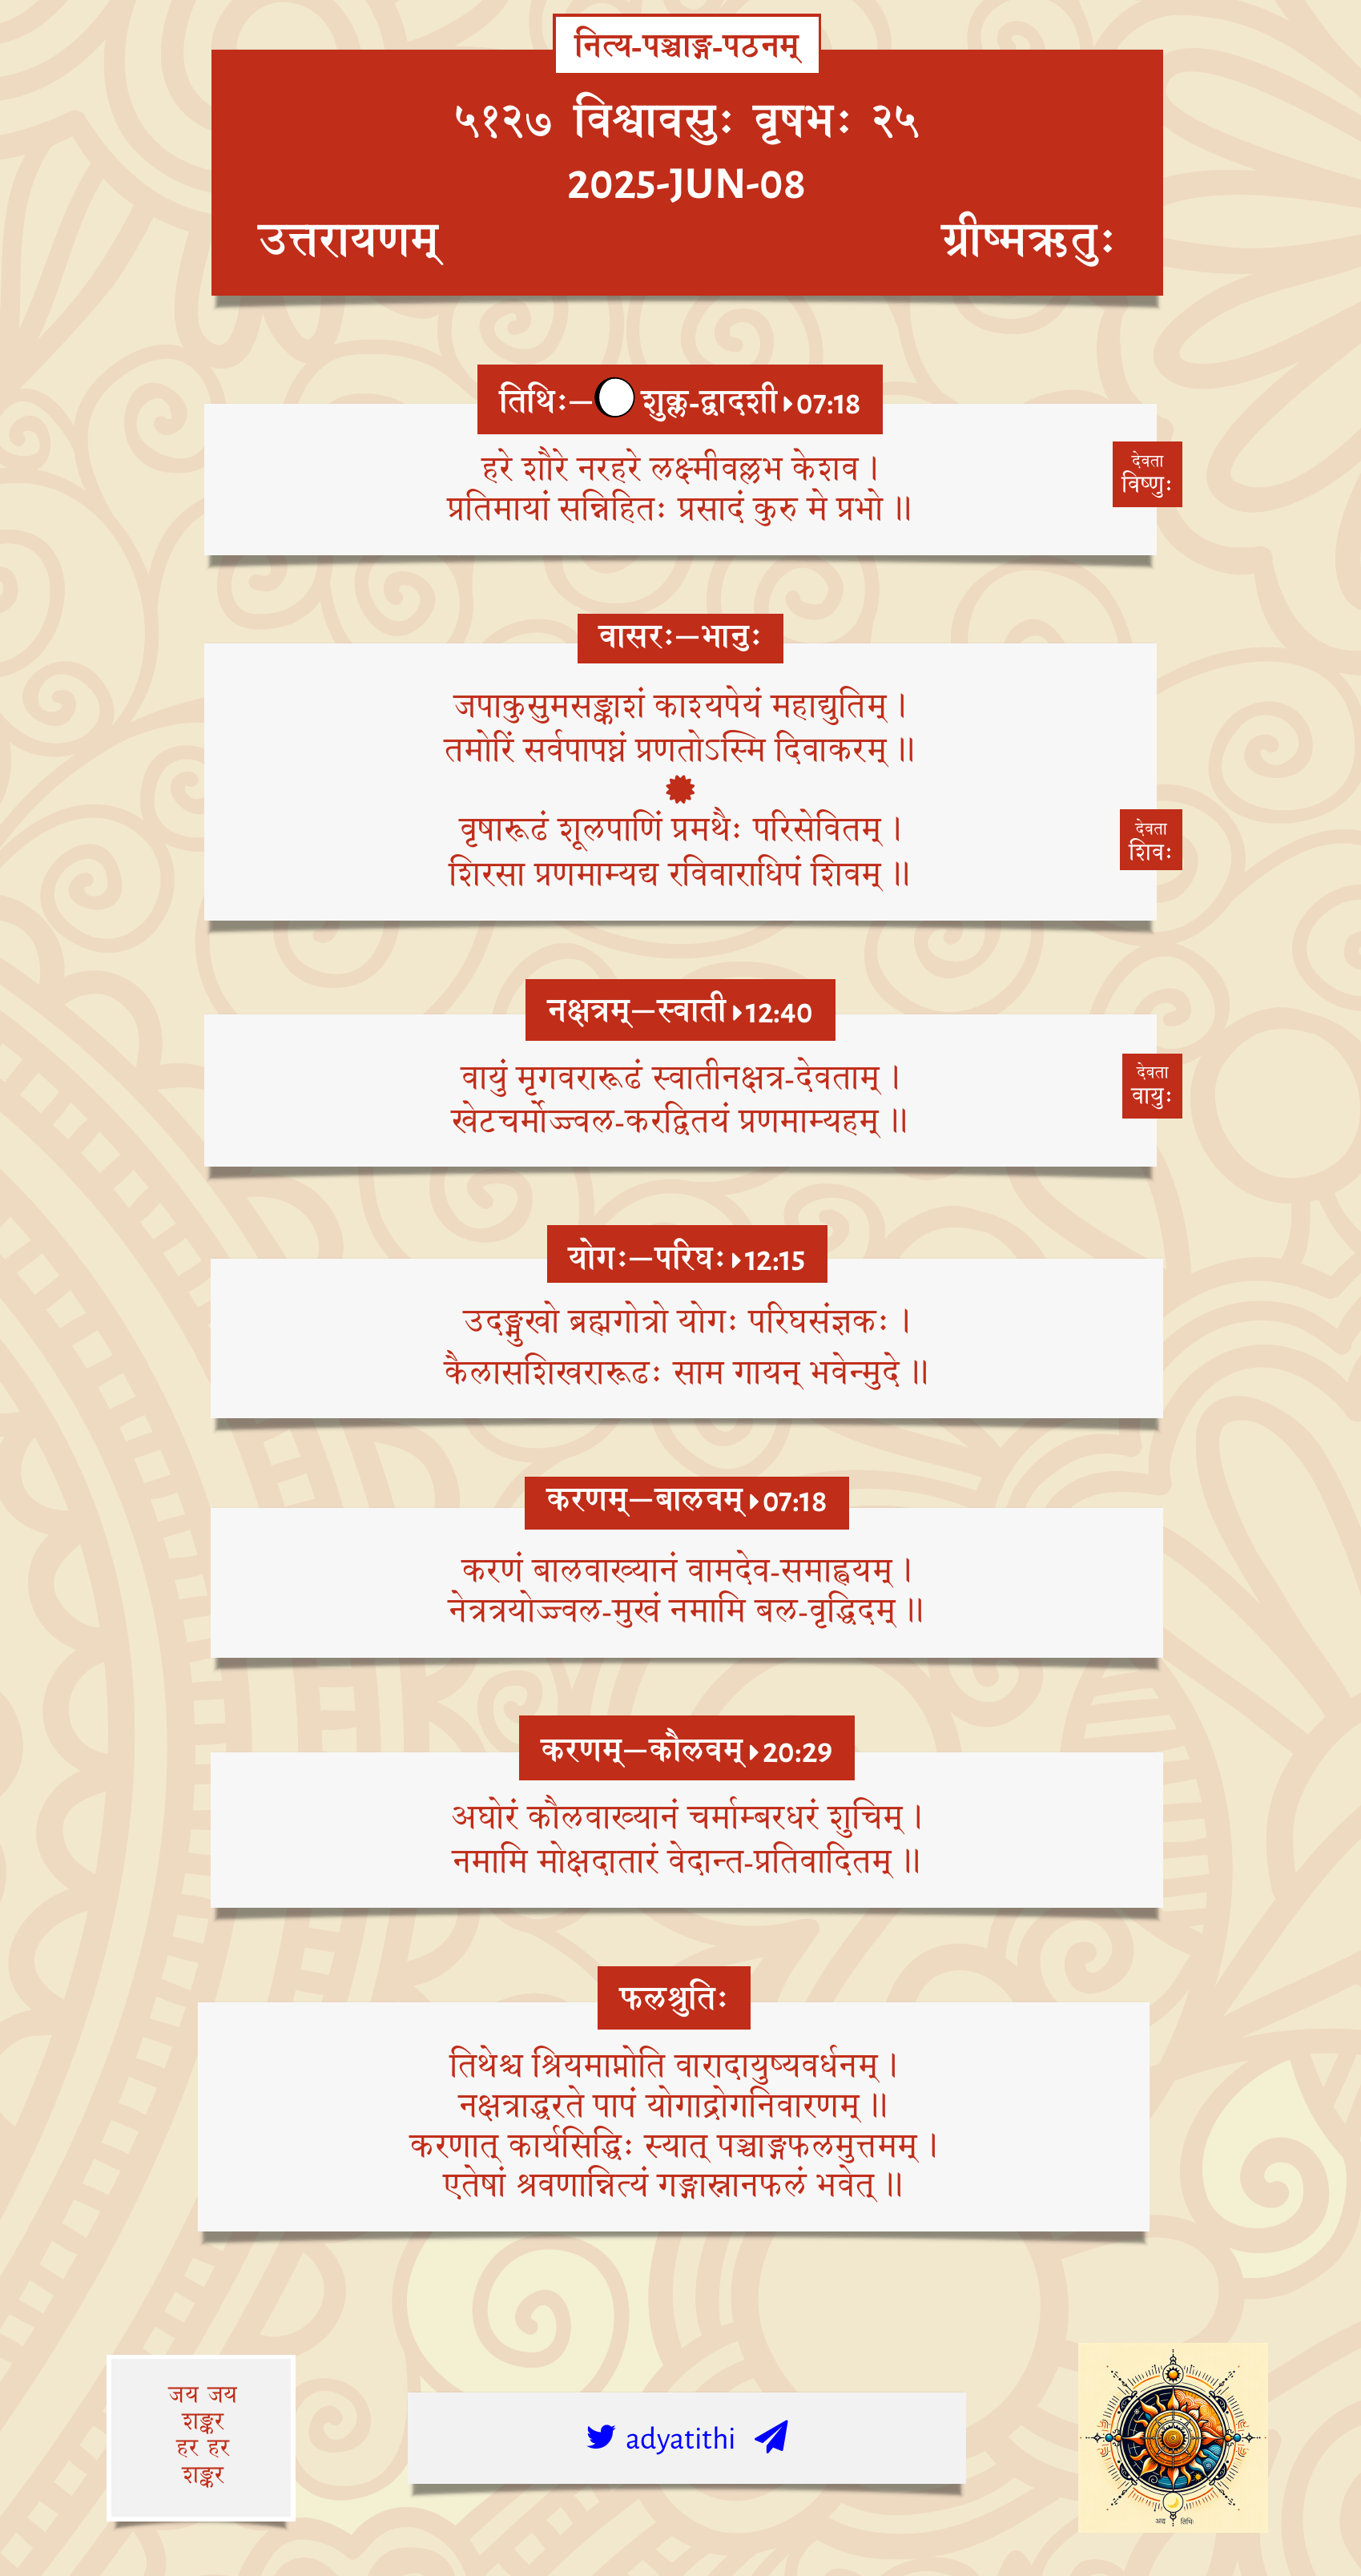 नित्य-पञ्चाङ्ग-पठनम्
५१२७ विश्वावसुः वृषभः २५
2025-JUN-08
उत्तरायणम्
ग्रीष्मऋतुः
तिथिः—शुक्ल-द्वादशी 07:18
हरे शौरे नरहरे लक्ष्मीवल्लभ केशव ।
प्रतिमायां सन्निहितः प्रसादं कुरु मे प्रभो ॥
देवता
विष्णुः
वासरः—भानुः
जपाकुसुमसङ्काशं काश्यपेयं महाद्युतिम् ।
तमोरिं सर्वपापघ्नं प्रणतोऽस्मि दिवाकरम् ॥
वृषारूढं शूलपाणिं प्रमथैः परिसेवितम् ।
शिरसा प्रणमाम्यद्य रविवाराधिपं शिवम् ॥
देवता
शिवः
नक्षत्रम्—स्वाती 12:40
वायुं मृगवरारूढं स्वातीनक्षत्र-देवताम् ।
खेटचर्मोज्ज्वल-करद्वितयं प्रणमाम्यहम् ॥
देवता
वायुः
योगः—परिघः 12:15
उदङ्मुखो ब्रह्मगोत्रो योगः परिघसंज्ञकः ।
कैलासशिखरारूढः साम गायन् भवेन्मुदे ॥
करणम्—बालवम् 07:18
करणं बालवाख्यानं वामदेव-समाह्वयम् ।
नेत्रत्रयोज्ज्वल-मुखं नमामि बल-वृद्धिदम् ॥
करणम्—कौलवम् 20:29
अघोरं कौलवाख्यानं चर्माम्बरधरं शुचिम् ।
नमामि मोक्षदातारं वेदान्त-प्रतिवादितम् ॥
फलश्रुतिः
तिथेश्च श्रियमाप्नोति वारादायुष्यवर्धनम् ।
नक्षत्राद्धरते पापं योगाद्रोगनिवारणम् ॥
करणात् कार्यसिद्धिः स्यात् पञ्चाङ्गफलमुत्तमम् ।
एतेषां श्रवणान्नित्यं गङ्गास्नानफलं भवेत् ॥
जय जय
शङ्कर
हर हर
शङ्कर
adyatithi
अद्य तिथिः